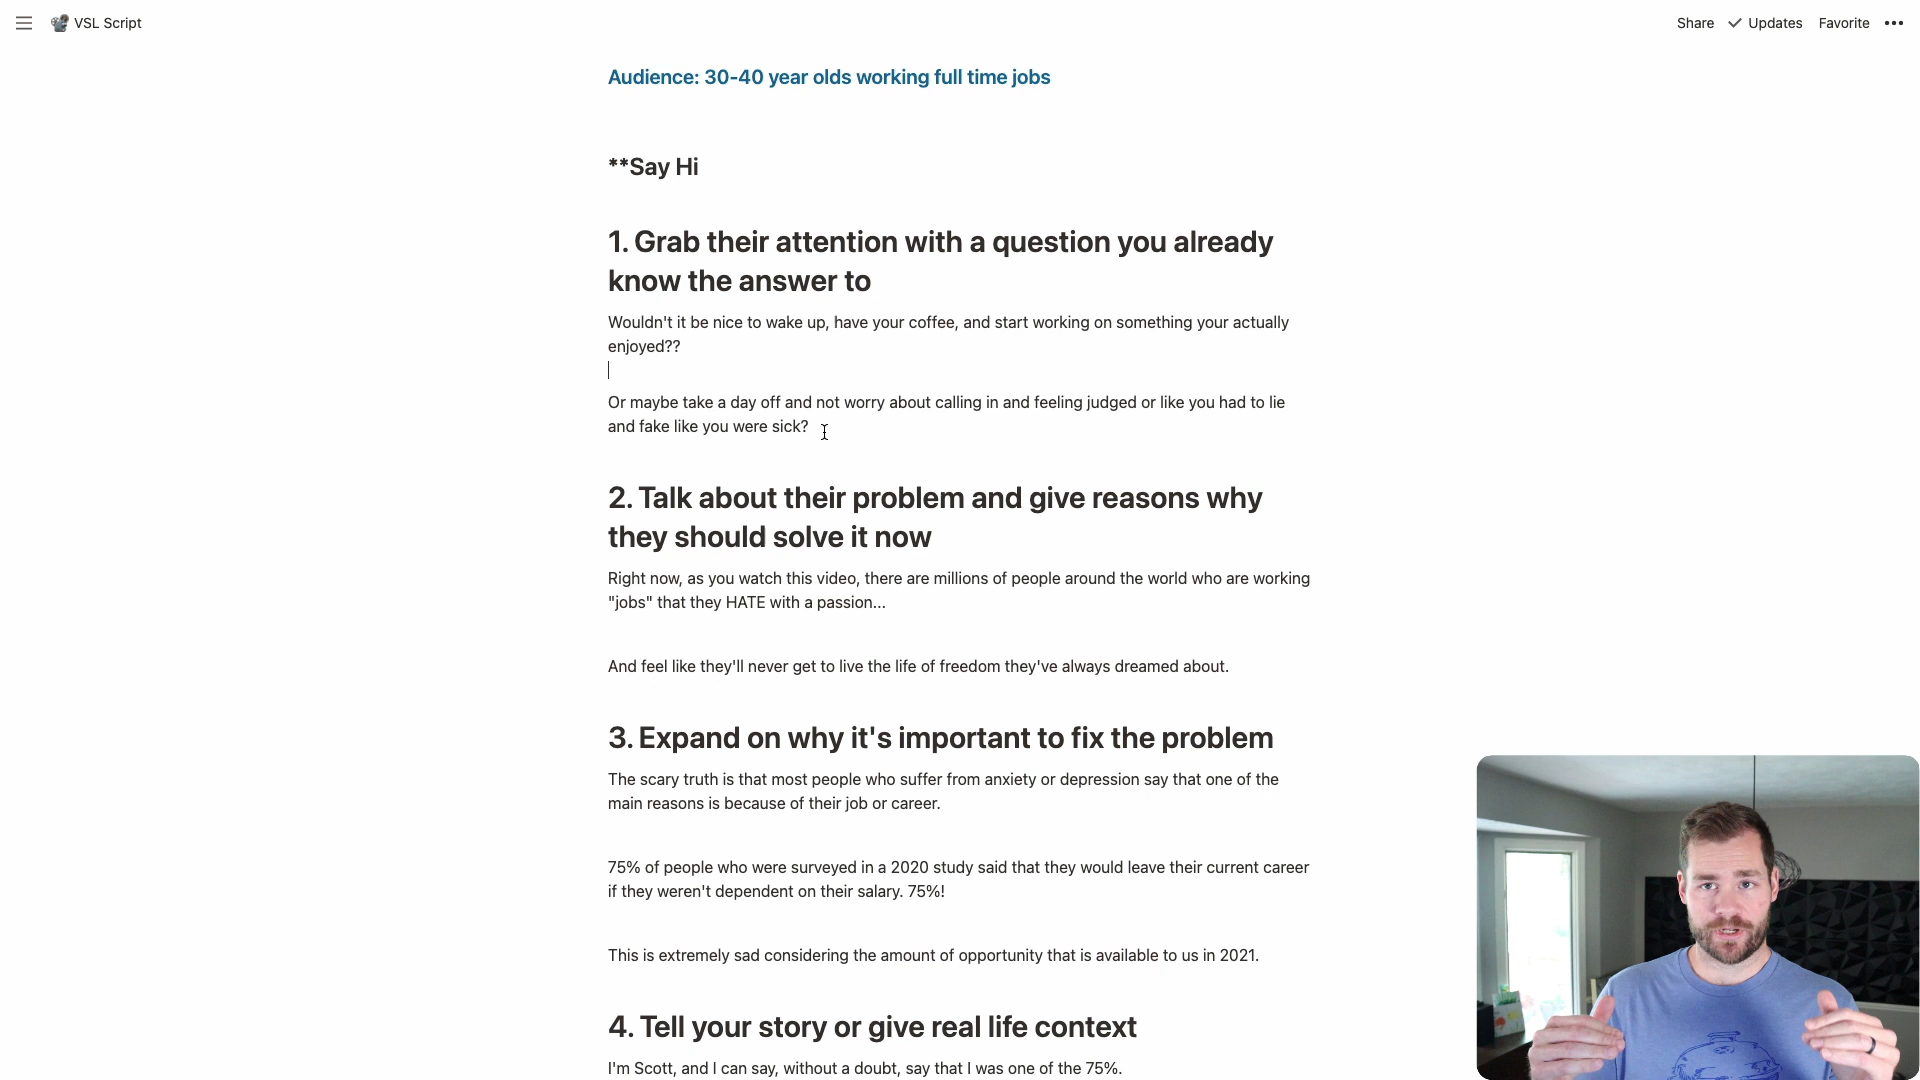 VSL Script
Share
Updates
Favorite
Audience: 30-40 year olds working full time jobs
**Say Hi
1. Grab their attention with a question you already
know the answer to
Wouldn't it be nice to wake up, have your coffee, and start working on something your actually
enjoyed??
Or maybe take a day off and not worry about calling in and feeling judged or like you had to lie
and fake like you were sick?
2. Talk about their problem and give reasons why
they should solve it now
Right now, as you watch this video, there are millions of people around the world who are working
"jobs" that they HATE with a passion...
And feel like they'll never get to live the life of freedom they've always dreamed about.
3. Expand on why it's important to fix the problem
The scary truth is that most people who suffer from anxiety or depression say that one of the
main reasons is because of their job or career.
75% of people who were surveyed in a 2020 study said that they would leave their current career
if they weren't dependent on their salary. 75%!
This is extremely sad considering the amount of opportunity that is available to us in 2021.
4. Tell your story or give real life context
I'm Scott, and I can say, without a doubt, say that I was one of the 75%.